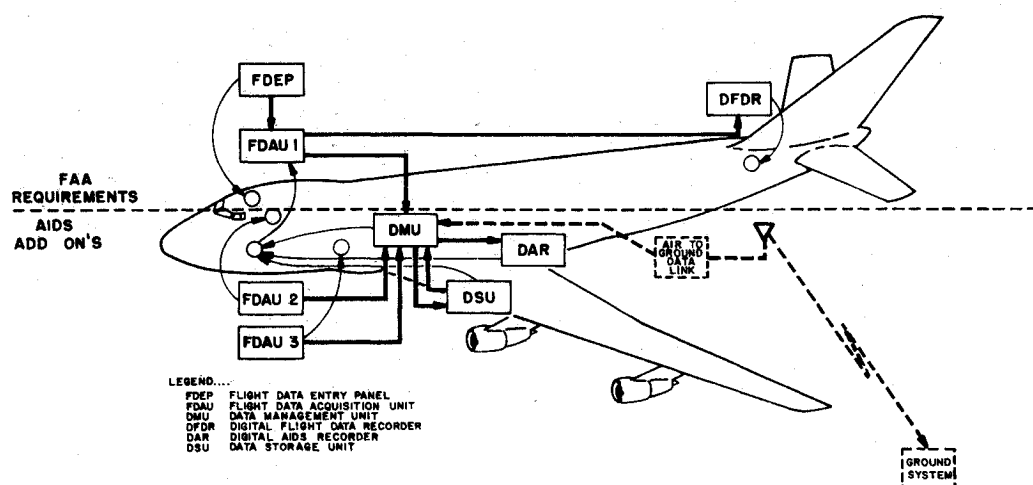 FDEP
DFDR
FDAU 1
FAA
REQUIREMENTS
AIDS
ADD ON'S
DMU
DAR
AIR TO
GROUND DATA
LINK
DSU
FDAU 2
FDAU 3
LEGEND....
FDEP FLIGHT DATA ENTRY PANEL
FDAU FLIGHT DATA ACQUISITION UNIT
DMU DATA MANAGEMENT UNIT
DFDR DIGITAL FLIGHT DATA RECORDER
DAR DIGITAL AIDS RECORDER
DSU DATA STORAGE UNIT
GROUND
SYSTEM